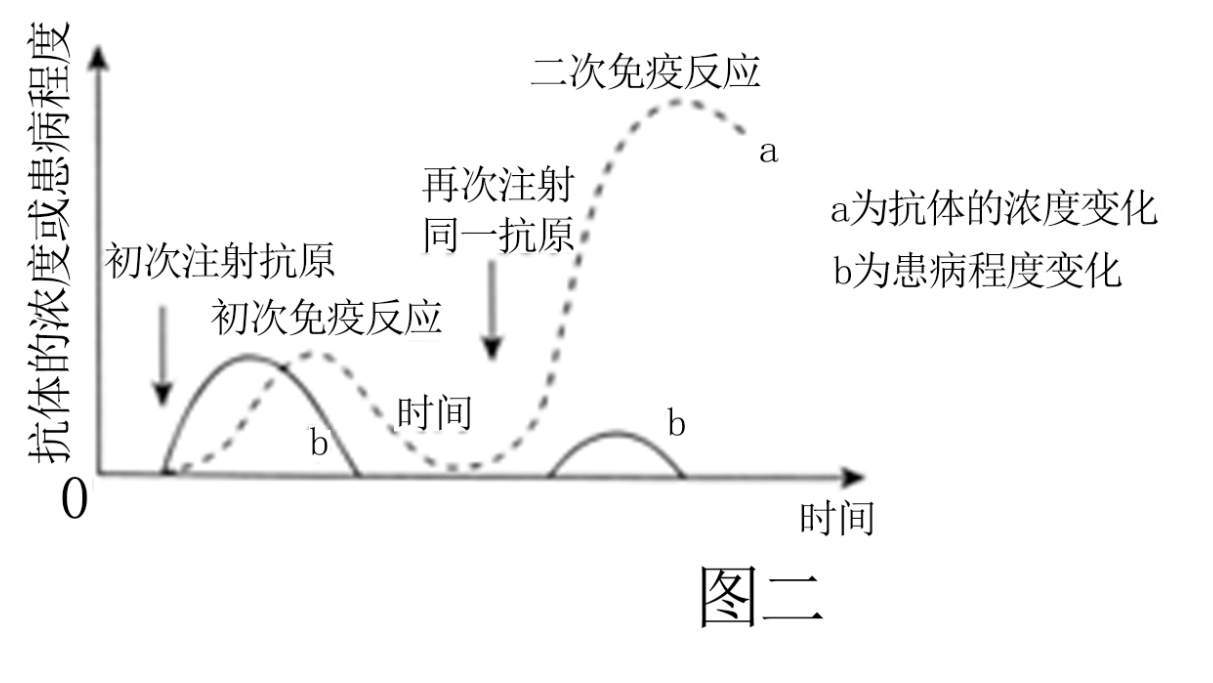 抗体的浓度或患病程度
二次免疫反应
a
再次注射
同一抗原
a为抗体的浓度变化
初次注射抗原
b为患病程度变化
初次免疫反应
时间
b
b
0
时间
图二